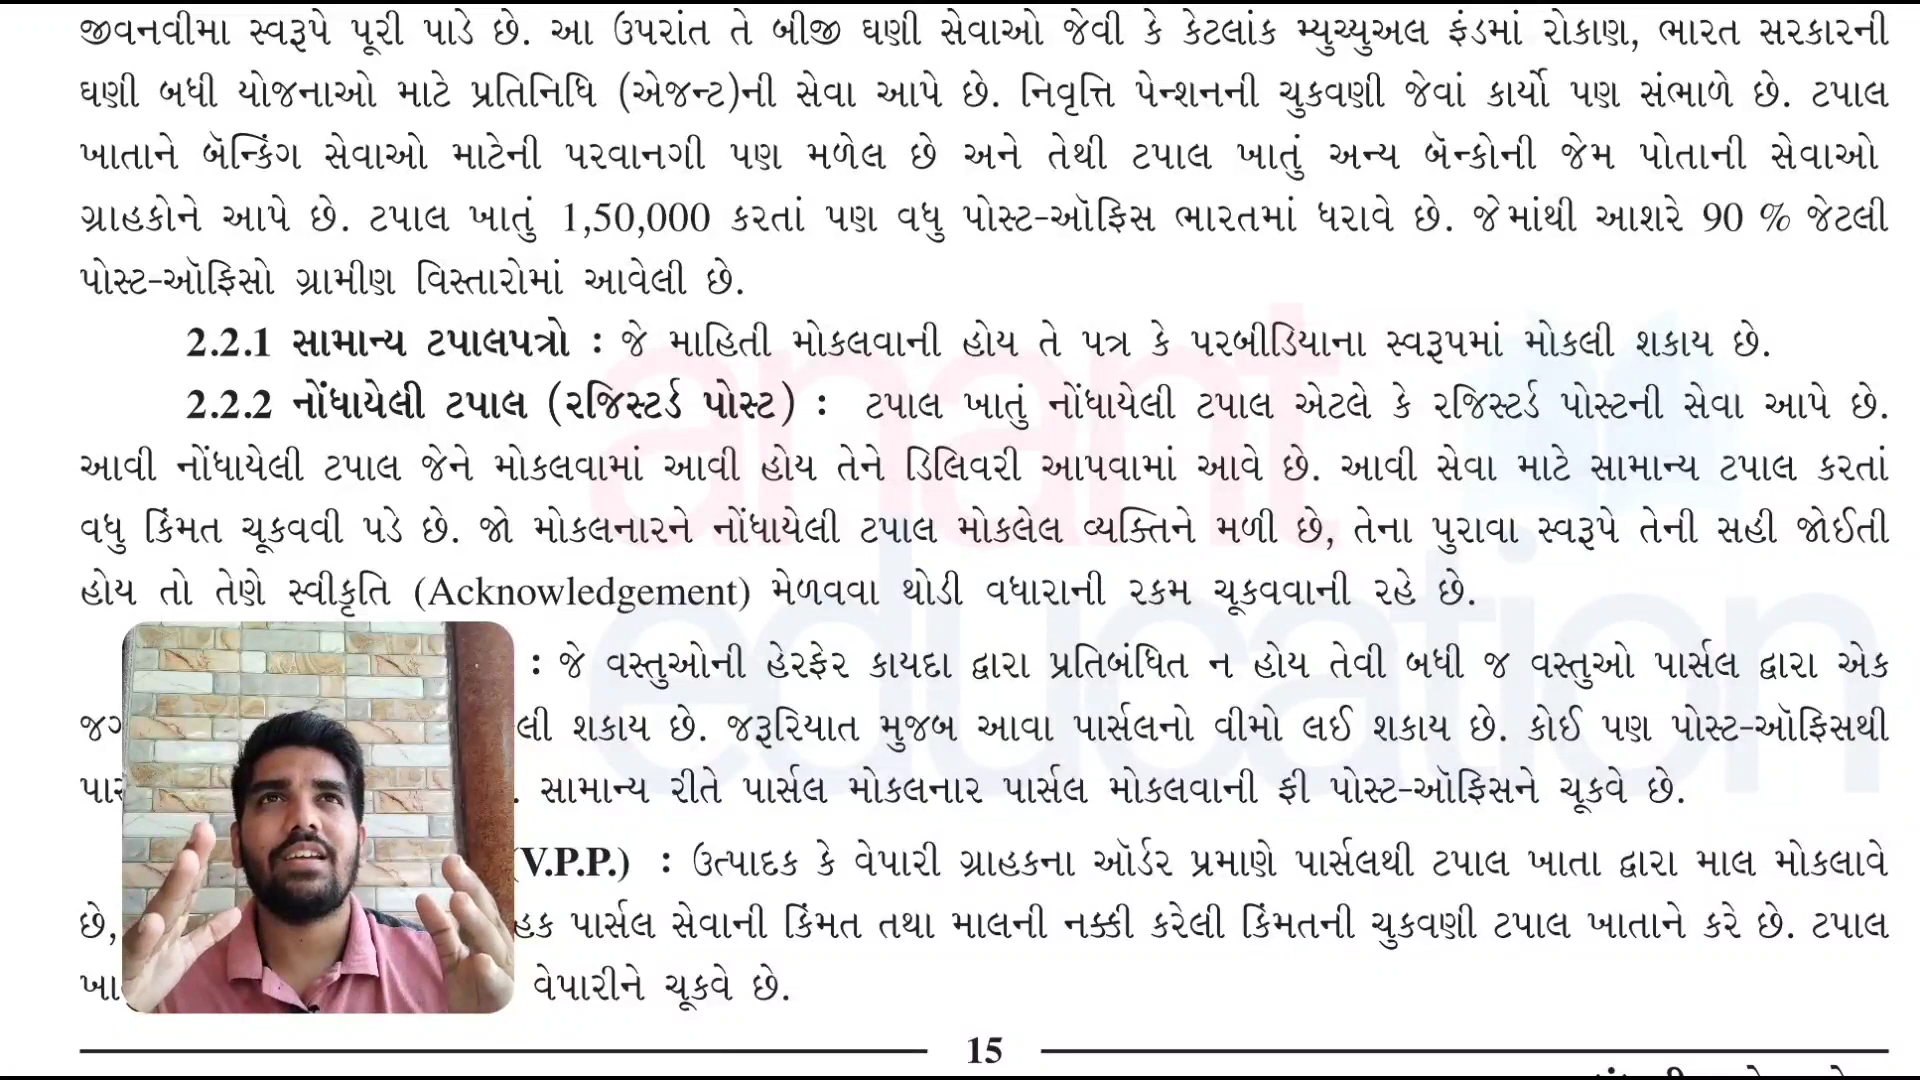 જીવનવીમા સ્વરૂપે પૂરી પાડે છે. આ ઉપરાંત તે બીજી ઘણી સેવાઓ જેવી કે કેટલાંક મ્યુચ્યુઅલ ફંડમાં રોકાણ, ભારત સરકારની
ઘણી બધી યોજનાઓ માટે પ્રતિનિધિ (એજન્ટ)ની સેવા આપે છે. નિવૃત્તિ પેન્શનની ચુકવણી જેવાં કાર્યો પણ સંભાળે છે. ટપાલ
ખાતાને બૅન્કિંગ સેવાઓ માટેની પરવાનગી પણ મળેલ છે અને તેથી ટપાલ ખાતું અન્ય બૅન્કોની જેમ પોતાની સેવાઓ
ગ્રાહકોને આપે છે. ટપાલ ખાતું 1,50,000 કરતાં પણ વધુ પોસ્ટ-ઑફિસ ભારતમાં ધરાવે છે. જેમાંથી આશરે 90 % જેટલી
પોસ્ટ-ઑફિસો ગ્રામીણ વિસ્તારોમાં આવેલી છે.
2.2.1 સામાન્ય ટપાલપત્રો : જે માહિતી મોકલવાની હોય તે પત્ર કે પરબીડિયાના સ્વરૂપમાં મોકલી શકાય છે.
2.2.2 નોંધાયેલી ટપાલ (રજિસ્ટર્ડ પોસ્ટ) : ટપાલ ખાતું નોંધાયેલી ટપાલ એટલે કે રજિસ્ટર્ડ પોસ્ટની સેવા આપે છે.
આવી નોંધાયેલી ટપાલ જેને મોકલવામાં આવી હોય તેને ડિલિવરી આપવામાં આવે છે. આવી સેવા માટે સામાન્ય ટપાલ કરતાં
વધુ કિંમત ચૂકવવી પડે છે. જો મોકલનારને નોંધાયેલી ટપાલ મોકલેલ વ્યક્તિને મળી છે, તેના પુરાવા સ્વરૂપે તેની સહી જોઈતી
હોય તો તેણે સ્વીકૃતિ (Acknowledgement) મેળવવા થોડી વધારાની રકમ ચૂકવવાની રહે છે.
: જે વસ્તુઓની હેરફેર કાયદા દ્વારા પ્રતિબંધિત ન હોય તેવી બધી જ વસ્તુઓ પાર્સલ દ્વારા એક
લી શકાય છે. જરૂરિયાત મુજબ આવા પાર્સલનો વીમો લઈ શકાય છે. કોઈ પણ પોસ્ટ-ઑફિસથી
. સામાન્ય રીતે પાર્સલ મોકલનાર પાર્સલ મોકલવાની ફી પોસ્ટ-ઑફિસને ચૂકવે છે.
(V.P.P.) : ઉત્પાદક કે વેપારી ગ્રાહકના ઑર્ડર પ્રમાણે પાર્સલથી ટપાલ ખાતા દ્વારા માલ મોકલાવે
છે, હક પાર્સલ સેવાની કિંમત તથા માલની નક્કી કરેલી કિંમતની ચુકવણી ટપાલ ખાતાને કરે છે. ટપાલ
ખા વેપારીને ચૂકવે છે.
15
anant
education